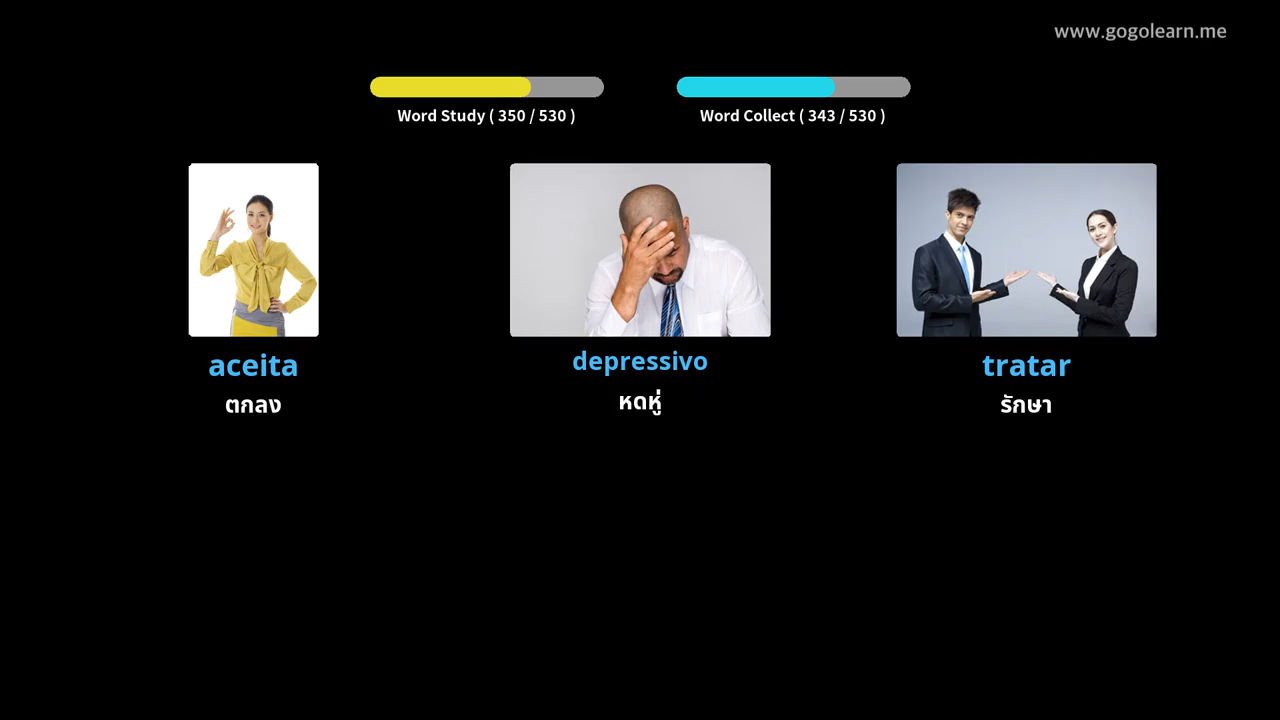 www.gogolearn.me
Word Study ( 350 / 530 )
Word Collect ( 343 / 530 )
aceita
ตกลง
depressivo
หดหู่
tratar
รักษา